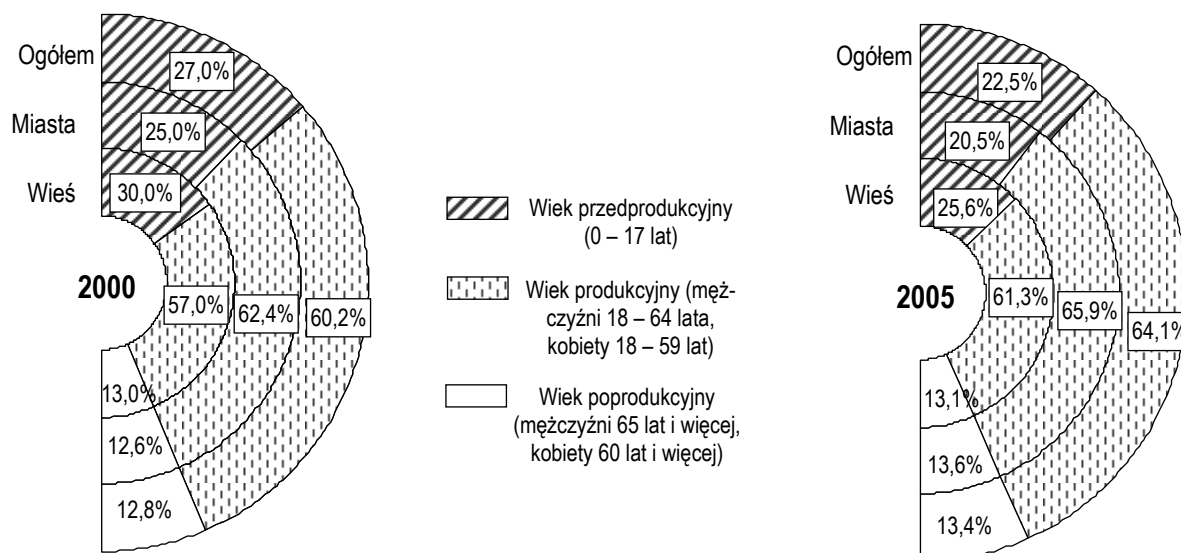 Ogółem
27,0%
Miasta
25,0%
Wieś
30,0%
2000
57,0%
62,4%
60,2%
13,0%
12,6%
12,8%
Wiek przedprodukcyjny
(0 – 17 lat)
Wiek produkcyjny (męż-
czyźni 18 – 64 lata,
kobiety 18 – 59 lat)
Wiek poprodukcyjny
(mężczyźni 65 lat i więcej,
kobiety 60 lat i więcej)
Ogółem
22,5%
Miasta
20,5%
Wieś
25,6%
2005
61,3%
65,9%
64,1%
13,1%
13,6%
13,4%